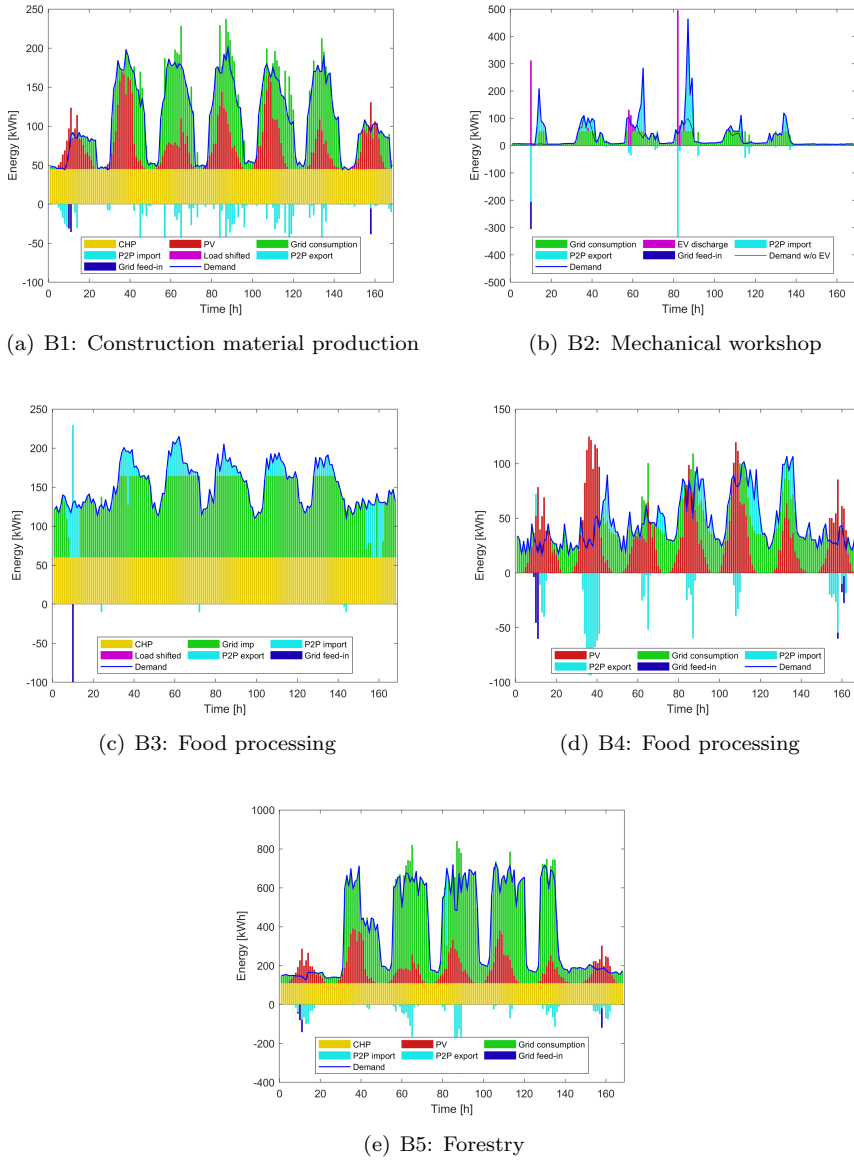 250
200
150
100
50
0
-50
-100
Energy [kWh]
CHP PV Grid consumption
P2P import Load shifted P2P export
Grid feed-in Demand
0 20 40 60 80 100 120 140 160
Time [h]
(a) B1: Construction material production
500
400
300
200
100
0
-100
-200
-300
-400
-500
Energy [kWh]
Grid consumption EV discharge P2P import
P2P export Grid feed-in Demand w/o EV
Demand
0 20 40 60 80 100 120 140 160
Time [h]
(b) B2: Mechanical workshop
250
200
150
100
50
0
-50
-100
Energy [kWh]
CHP Grid imp P2P import
Load shifted P2P export Grid feed-in
Demand
0 20 40 60 80 100 120 140 160
Time [h]
(c) B3: Food processing
150
100
50
0
-50
-100
Energy [kWh]
PV Grid consumption P2P import
P2P export Grid feed-in Demand
0 20 40 60 80 100 120 140 160
Time [h]
(d) B4: Food processing
1000
800
600
400
200
0
-200
-400
Energy [kWh]
CHP PV Grid consumption
P2P import P2P export Grid feed-in
Demand
0 20 40 60 80 100 120 140 160
Time [h]
(e) B5: Forestry